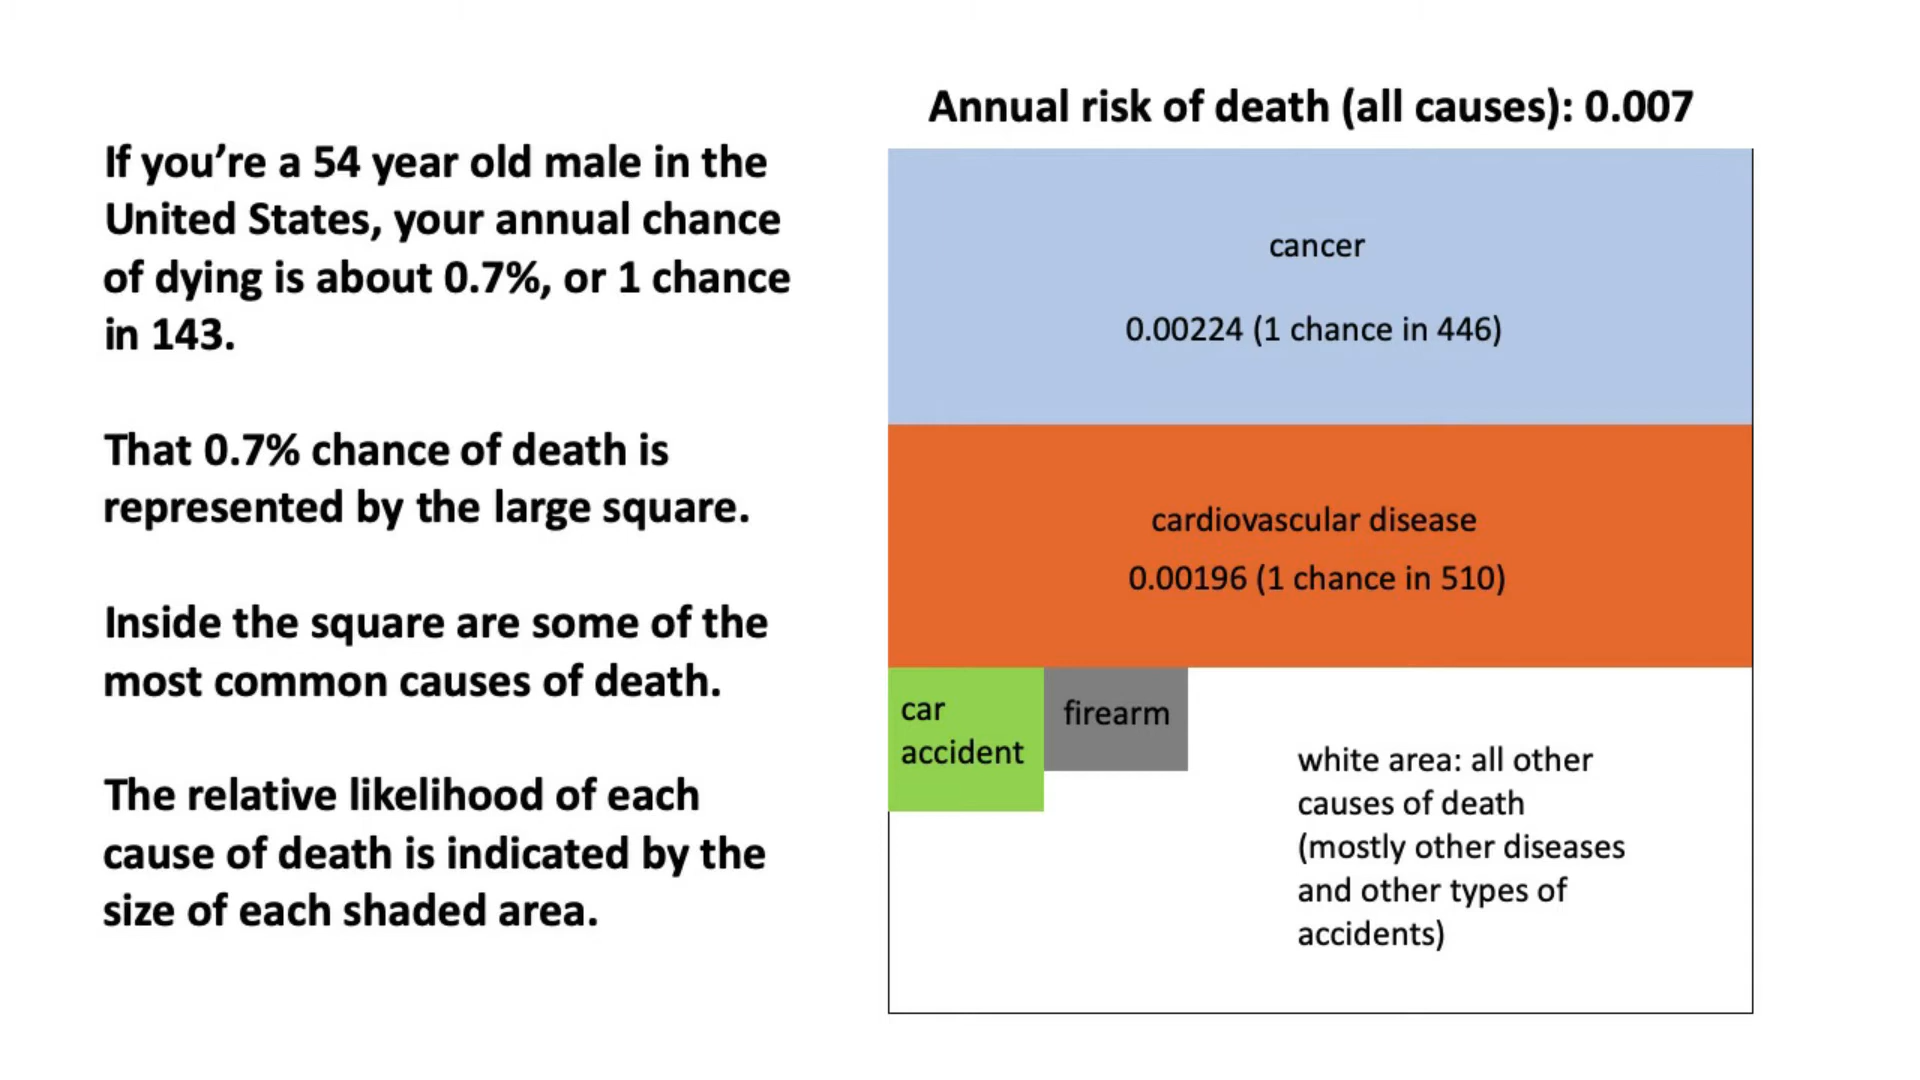 If you’re a 54 year old male in the
United States, your annual chance
of dying is about 0.7%, or 1 chance
in 143.
That 0.7% chance of death is
represented by the large square.
Inside the square are some of the
most common causes of death.
The relative likelihood of each
cause of death is indicated by the
size of each shaded area.
Annual risk of death (all causes): 0.007
cancer
0.00224 (1 chance in 446)
cardiovascular disease
0.00196 (1 chance in 510)
car
accident
firearm
white area: all other
causes of death
(mostly other diseases
and other types of
accidents)